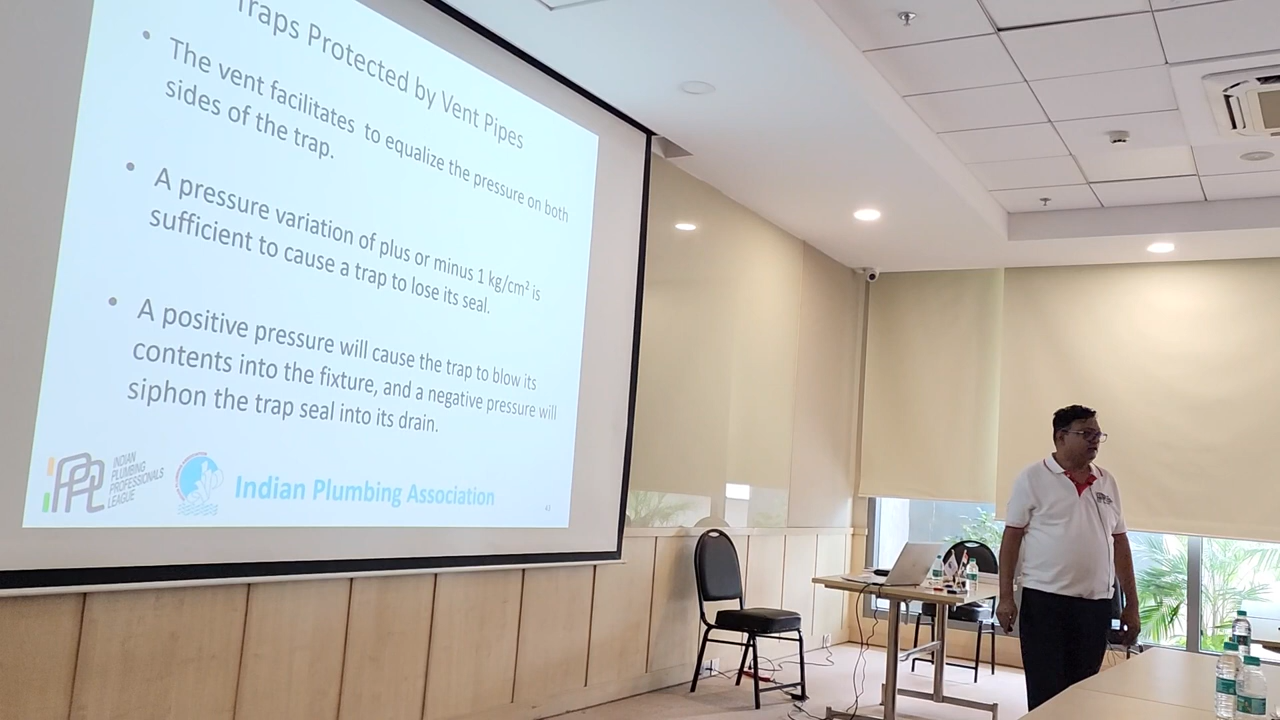 Traps Protected by Vent Pipes
• The vent facilitates to equalize the pressure on both
sides of the trap.
• A pressure variation of plus or minus 1 kg/cm² is
sufficient to cause a trap to lose its seal.
• A positive pressure will cause the trap to blow its
contents into the fixture, and a negative pressure will
siphon the trap seal into its drain.
IPPL
INDIAN
PLUMBING
PROFESSIONALS
LEAGUE
Indian Plumbing Association
43